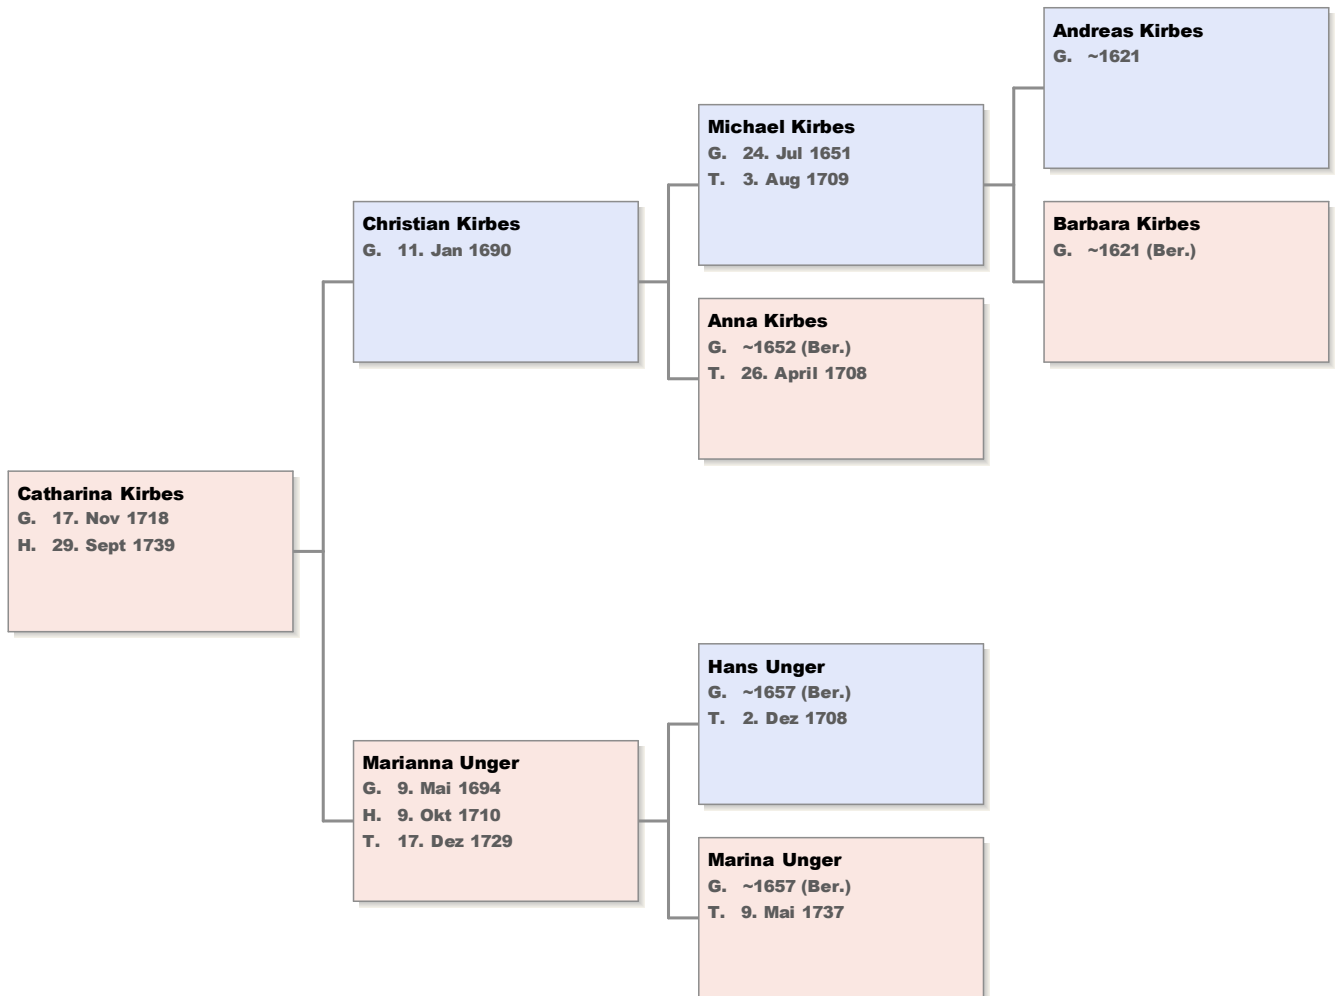 Andreas Kirbes
G. ~1621
Michael Kirbes
G. 24. Jul 1651
T. 3. Aug 1709
Christian Kirbes
G. 11. Jan 1690
Barbara Kirbes
G. ~1621 (Ber.)
Anna Kirbes
G. ~1652 (Ber.)
T. 26. April 1708
Catharina Kirbes
G. 17. Nov 1718
H. 29. Sept 1739
Hans Unger
G. ~1657 (Ber.)
T. 2. Dez 1708
Marianna Unger
G. 9. Mai 1694
H. 9. Okt 1710
T. 17. Dez 1729
Marina Unger
G. ~1657 (Ber.)
T. 9. Mai 1737